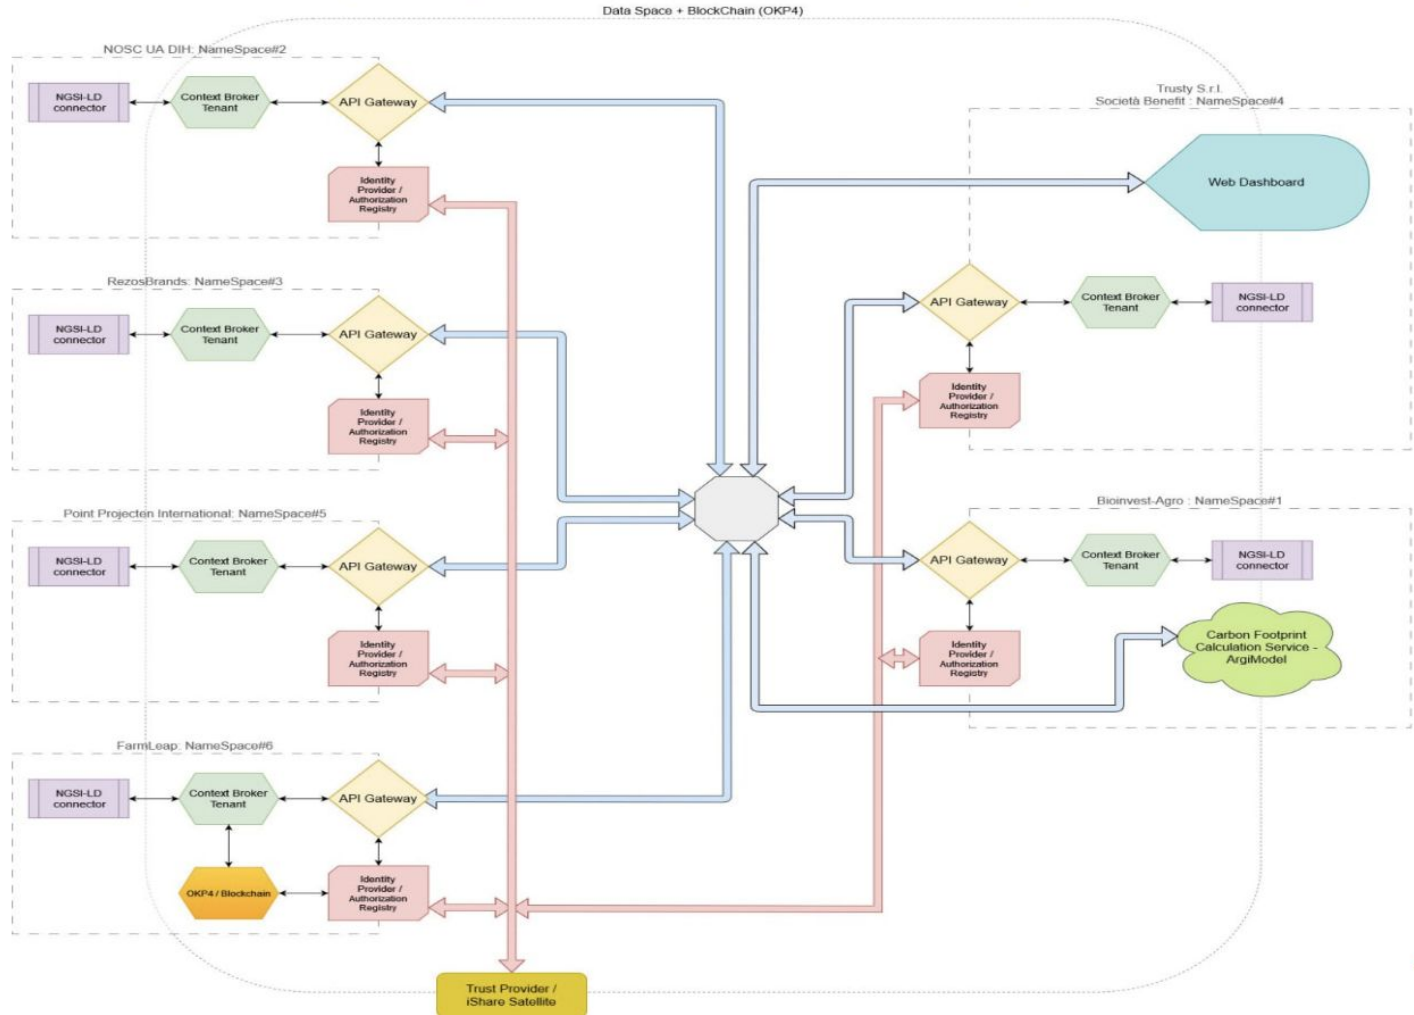 Data Space + BlockChain (OKP4)
NOSC UA DIH: NameSpace#2
NGSI-LD
connector
Context Broker
Tenant
API Gateway
Identity
Provider /
Authorization
Registry
Trusty S.r.l.
Società Benefit : NameSpace#4
Web Dashboard
API Gateway
Context Broker
Tenant
NGSI-LD
connector
Identity
Provider /
Authorization
Registry
RezosBrands: NameSpace#3
NGSI-LD
connector
Context Broker
Tenant
API Gateway
Identity
Provider /
Authorization
Registry
Point Projecten International: NameSpace#5
NGSI-LD
connector
Context Broker
Tenant
API Gateway
Identity
Provider /
Authorization
Registry
Bioinvest-Agro : NameSpace#1
API Gateway
Context Broker
Tenant
NGSI-LD
connector
Identity
Provider /
Authorization
Registry
Carbon Footprint
Calculation Service -
ArgiModel
FarmLeap: NameSpace#6
NGSI-LD
connector
Context Broker
Tenant
API Gateway
OKP4 / Blockchain
Identity
Provider /
Authorization
Registry
Trust Provider /
iShare Satellite